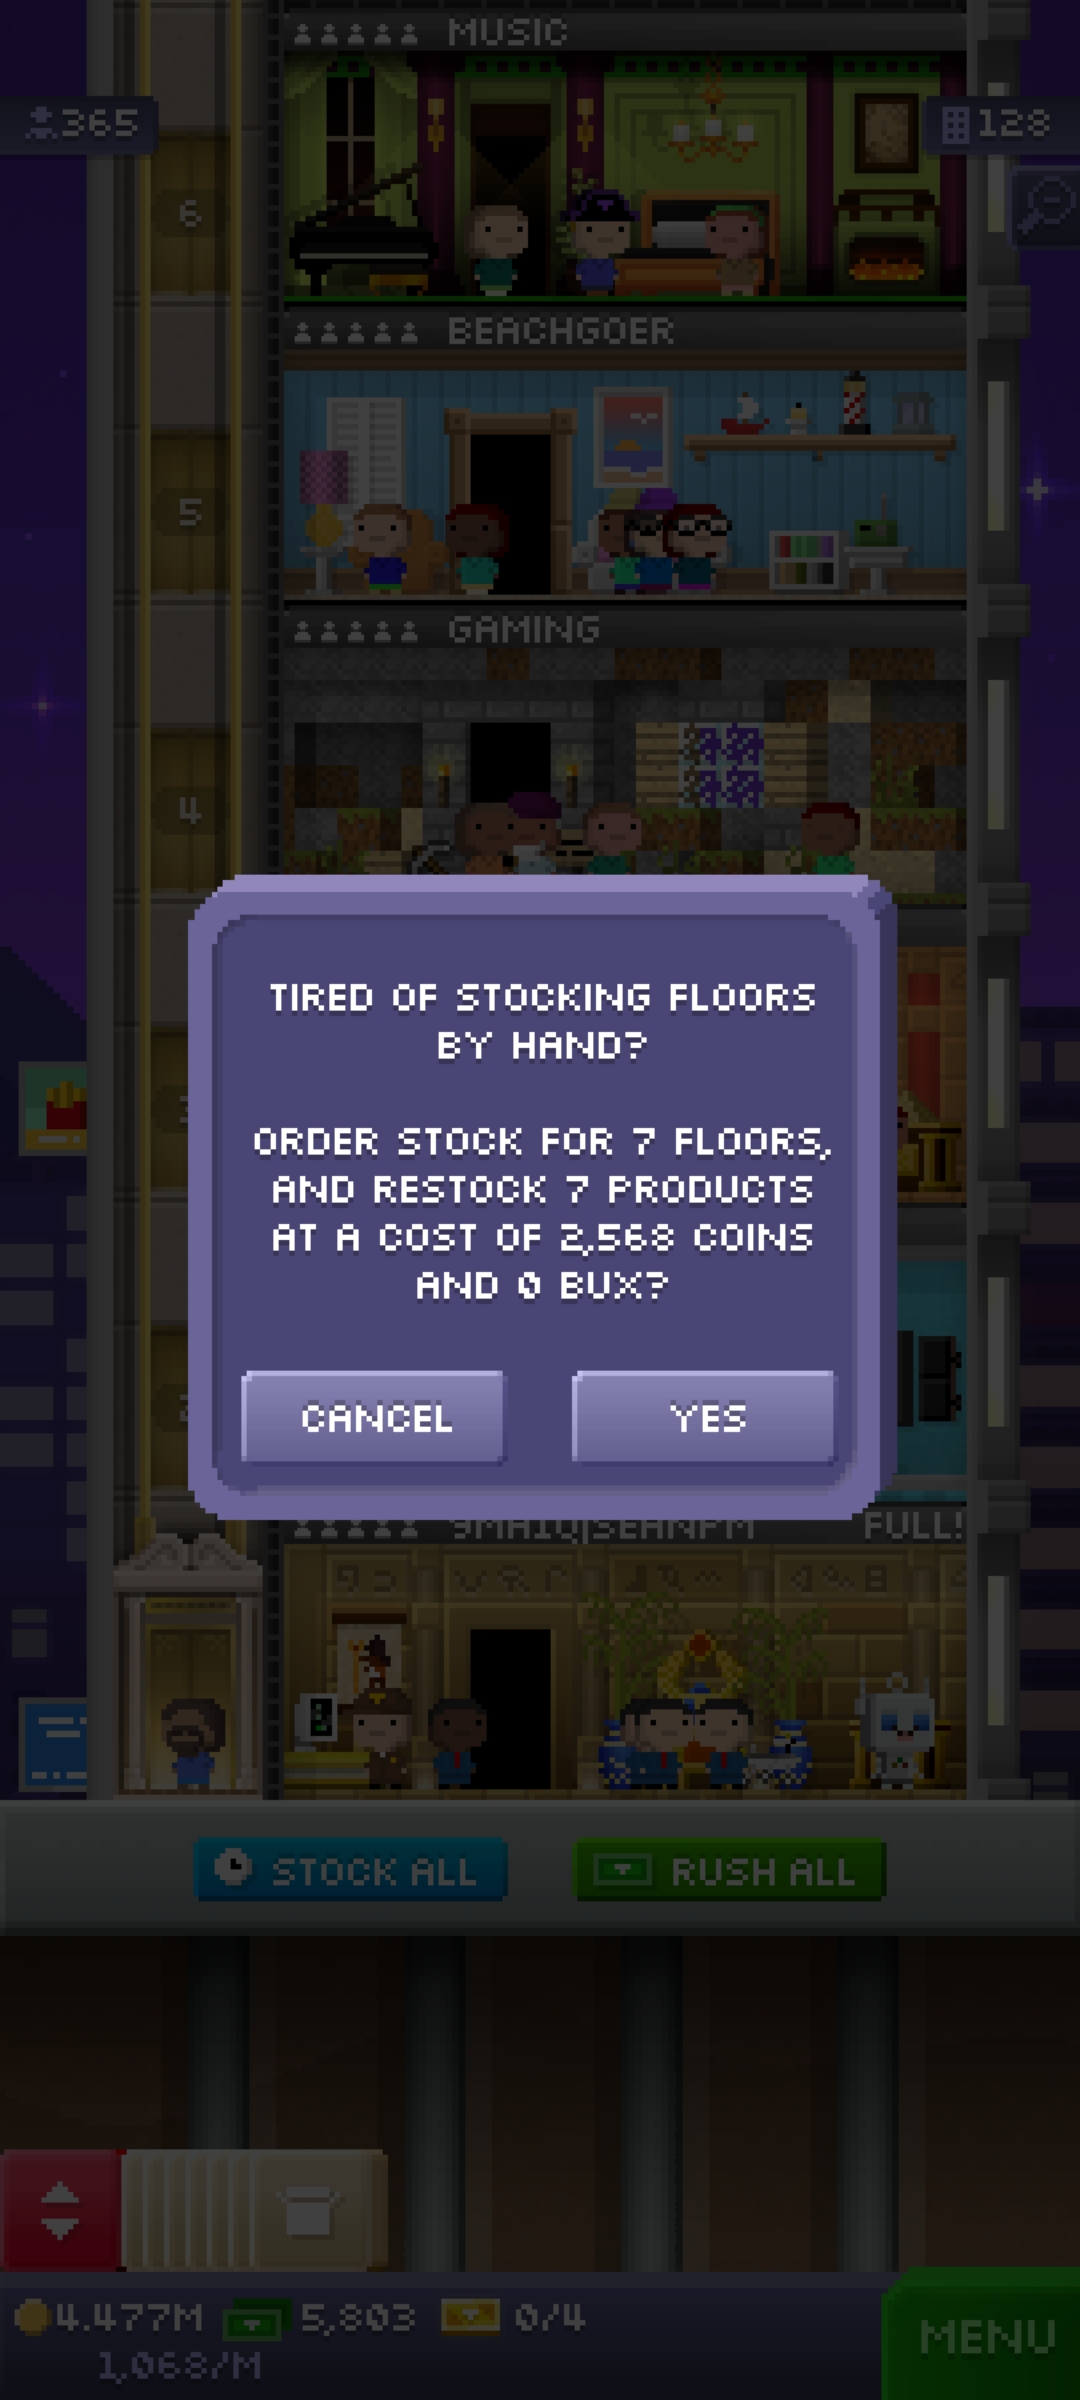 MUSIC
365
128
6
BEACHGOER
5
GAMING
4
TIRED OF STOCKING FLOORS
BY HAND?
ORDER STOCK FOR 7 FLOORS,
AND RESTOCK 7 PRODUCTS
AT A COST OF 2,568 COINS
AND 0 BUX?
CANCEL
YES
FULL!
STOCK ALL
RUSH ALL
4.477M
5,803
0/4
1,068/M
MENU